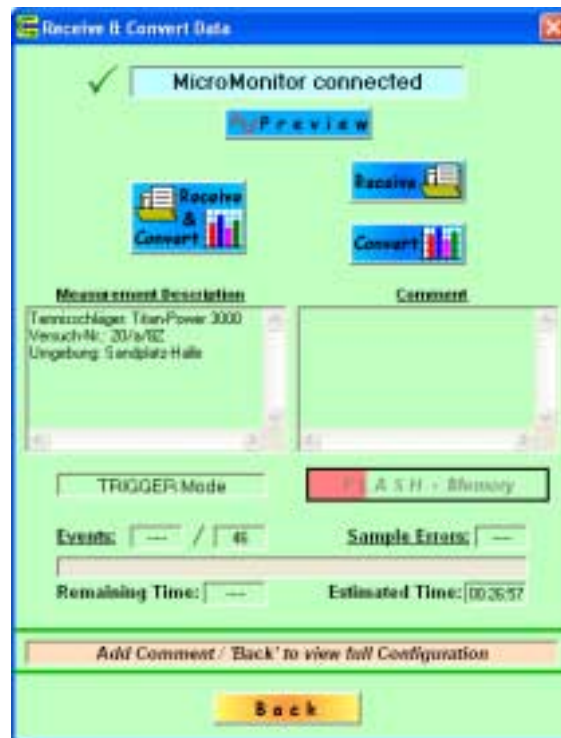 Receive & Convert Data
MicroMonitor connected
Preview
Receive
&
Convert
Receive
Convert
Measurement Description
Comment
Tennisschläger: Titan-Power 3000
Versuch-Nr.: 20/a/BZ
Umgebung: Sandplatz-Halle
TRIGGER Mode
FLASH - Memory
Events: --- / 46
Sample Errors: ---
Remaining Time: ---
Estimated Time: 00:26:57
Add Comment / 'Back' to view full Configuration
Back